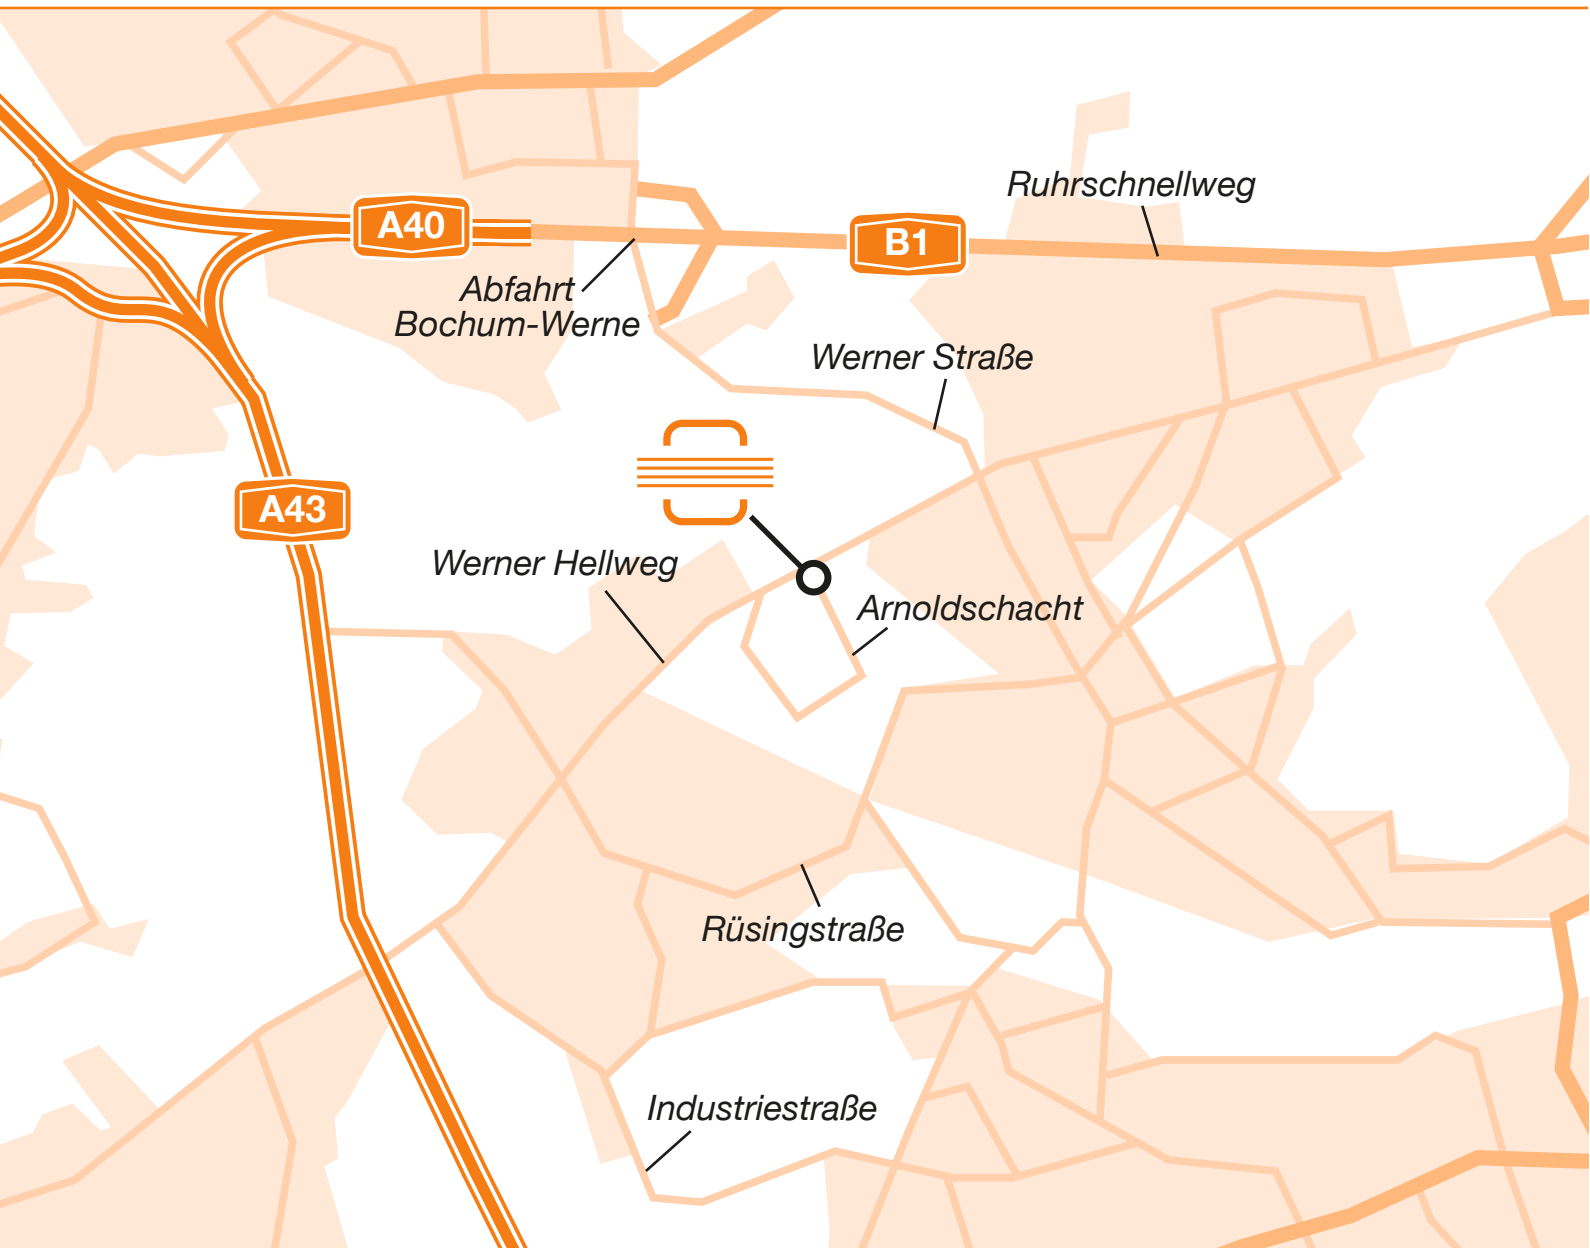 Ruhrschnellweg
A40
B1
Abfahrt
Bochum-Werne
Werner Straße
A43
Werner Hellweg
Arnoldschacht
Rüsingstraße
Industriestraße